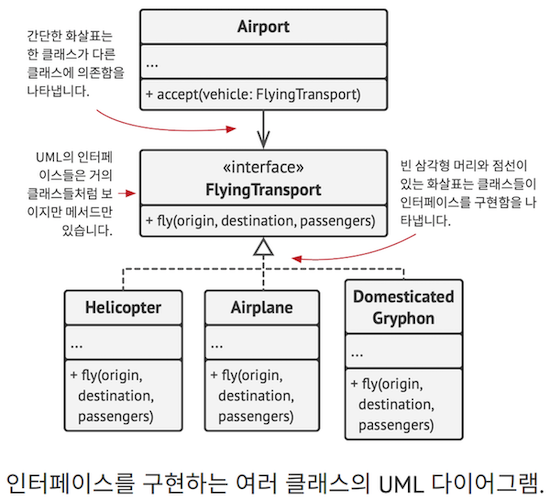 간단한 화살표는
한 클래스가 다른
클래스에 의존함을
나타냅니다.
Airport
...
+ accept(vehicle: FlyingTransport)
UML의 인터페
이스들은 거의
클래스들처럼 보
이지만 메서드만
있습니다.
«interface»
FlyingTransport
+ fly(origin, destination, passengers)
빈 삼각형 머리와 점선이
있는 화살표는 클래스들이
인터페이스를 구현함을 나
타냅니다.
Helicopter
...
+ fly(origin,
destination,
passengers)
Airplane
...
+ fly(origin,
destination,
passengers)
Domesticated
Gryphon
...
+ fly(origin,
destination,
passengers)
인터페이스를 구현하는 여러 클래스의 UML 다이어그램.